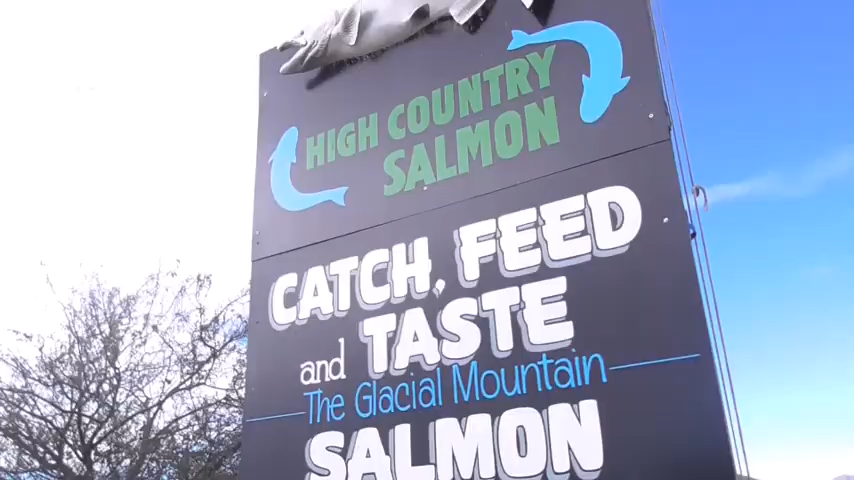 HIGH COUNTRY
SALMON
CATCH, FEED
and TASTE
The Glacial Mountain
SALMON